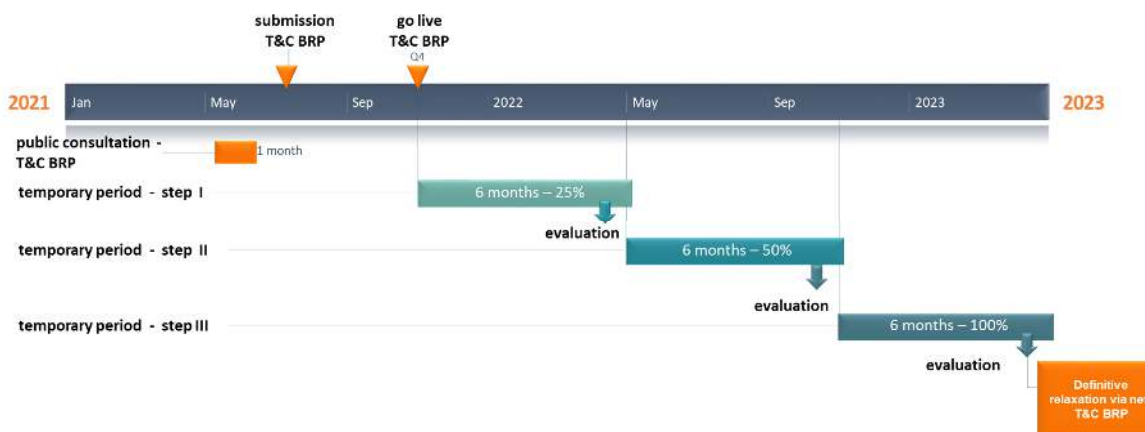 submission
T&C BRP
go live
T&C BRP
Q4
2021
Jan
May
Sep
2022
May
Sep
2023
2023
public consultation -
T&C BRP
1 month
temporary period - step I
6 months – 25%
evaluation
temporary period - step II
6 months – 50%
evaluation
temporary period - step III
6 months – 100%
evaluation
Definitive
relaxation via ne
T&C BRP